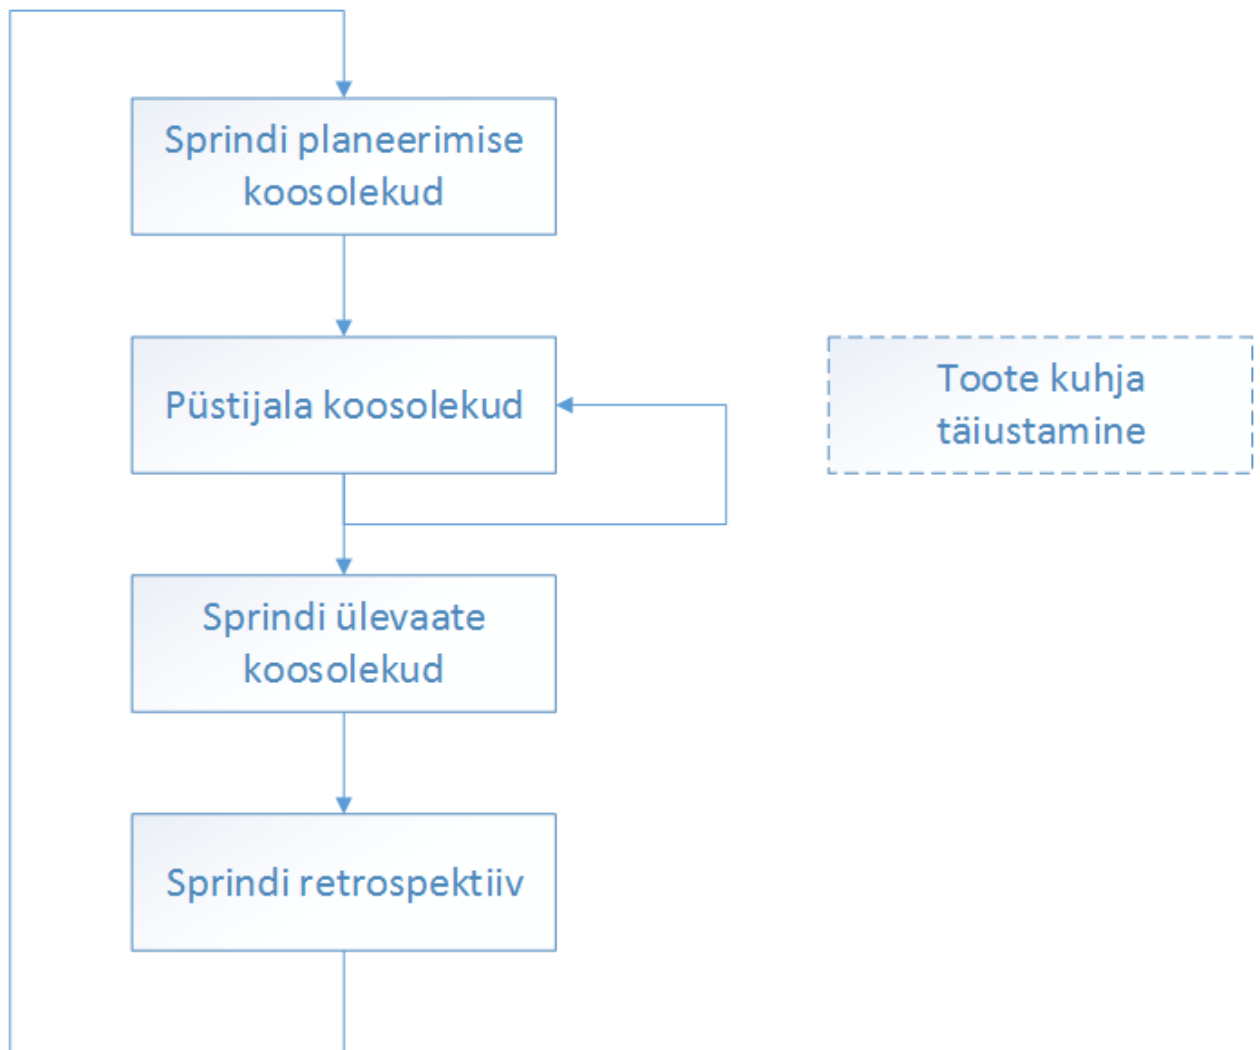 Sprindi planeerimise
koosolekud
Püstijala koosolekud
Toote kuhja
täiustamine
Sprindi ülevaate
koosolekud
Sprindi retrospektiiv